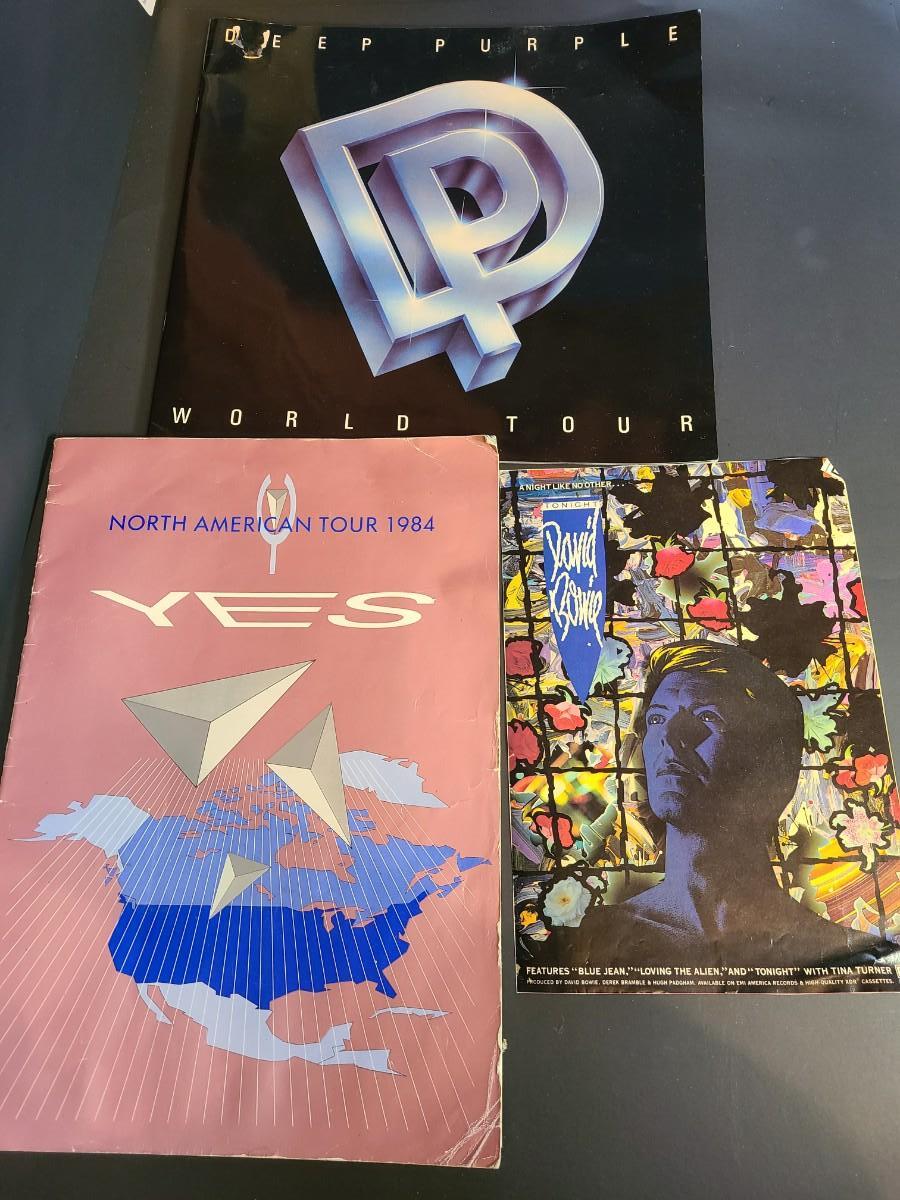 DEEP PURPLE
WORLD TOUR
NORTH AMERICAN TOUR 1984
YES
A NIGHT LIKE NO OTHER...
TONIGHT
David
Bowie
FEATURES "BLUE JEAN," "LOVING THE ALIEN," AND "TONIGHT" WITH TINA TURNER
PRODUCED BY DAVID BOWIE, DEREK BRAMBLE & HUGH PADGHAM. AVAILABLE ON EMI AMERICA RECORDS & HIGH-QUALITY XDR CASSETTES.